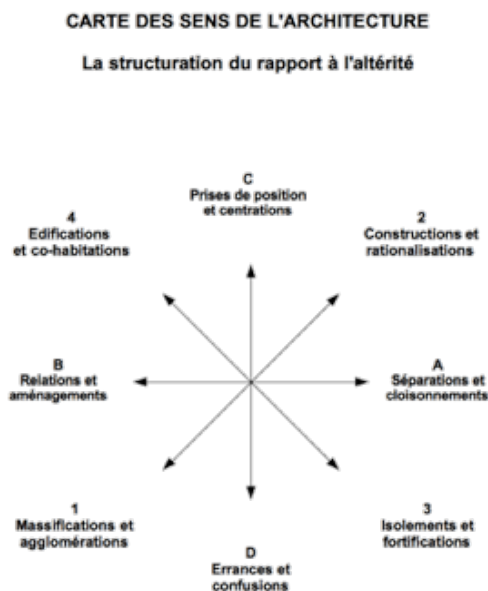 CARTE DES SENS DE L'ARCHITECTURE
La structuration du rapport à l'altérité
C
Prises de position
et centrations
4
Edifications
et co-habitations
2
Constructions et
rationalisations
B
Relations et
aménagements
A
Séparations et
cloisonnements
1
Massifications et
agglomérations
3
Isolements et
fortifications
D
Errances et
confusions